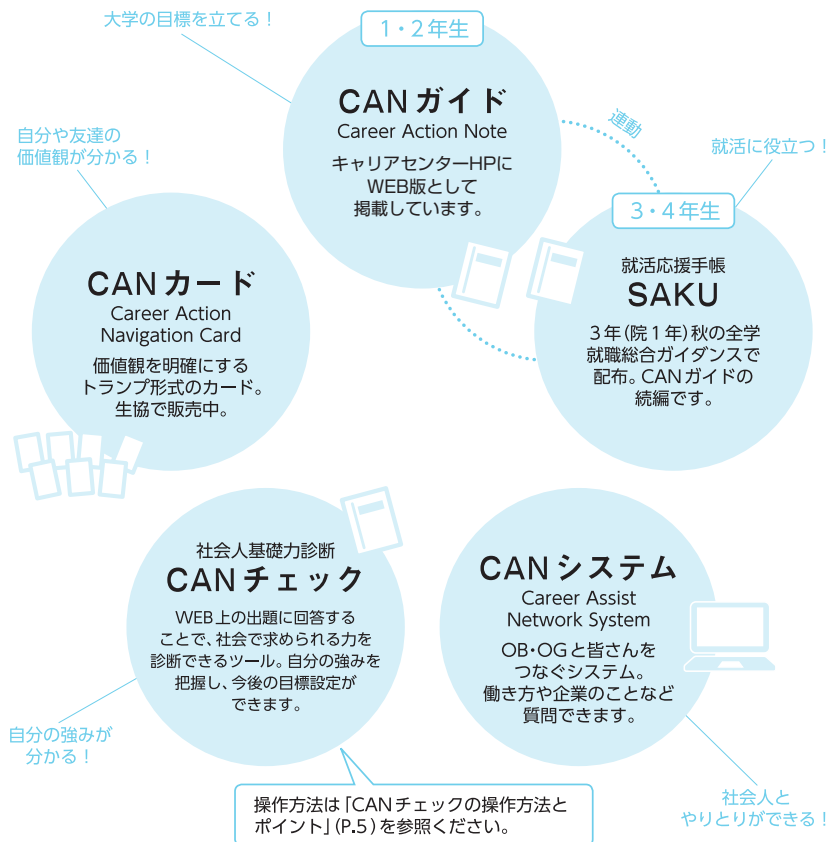 大学の目標を立てる！
1・2年生
CANガイド
Career Action Note
キャリアセンターHPに
WEB版として
掲載しています。
連動
自分や友達の
価値観が分かる！
CANカード
Career Action
Navigation Card
価値観を明確にする
トランプ形式のカード。
生協で販売中。
就活に役立つ！
3・4年生
就活応援手帳
SAKU
3年(院1年)秋の全学
就職総合ガイダンスで
配布。CANガイドの
続編です。
社会人基礎力診断
CANチェック
WEB上の出題に回答する
ことで、社会で求められる力を
診断できるツール。自分の強みを
把握し、今後の目標設定が
できます。
自分の強みが
分かる！
操作方法は「CANチェックの操作方法と
ポイント」(P.5)を参照ください。
CANシステム
Career Assist
Network System
OB・OGと皆さんを
つなぐシステム。
働き方や企業のことなど
質問できます。
社会人と
やりとりができる！